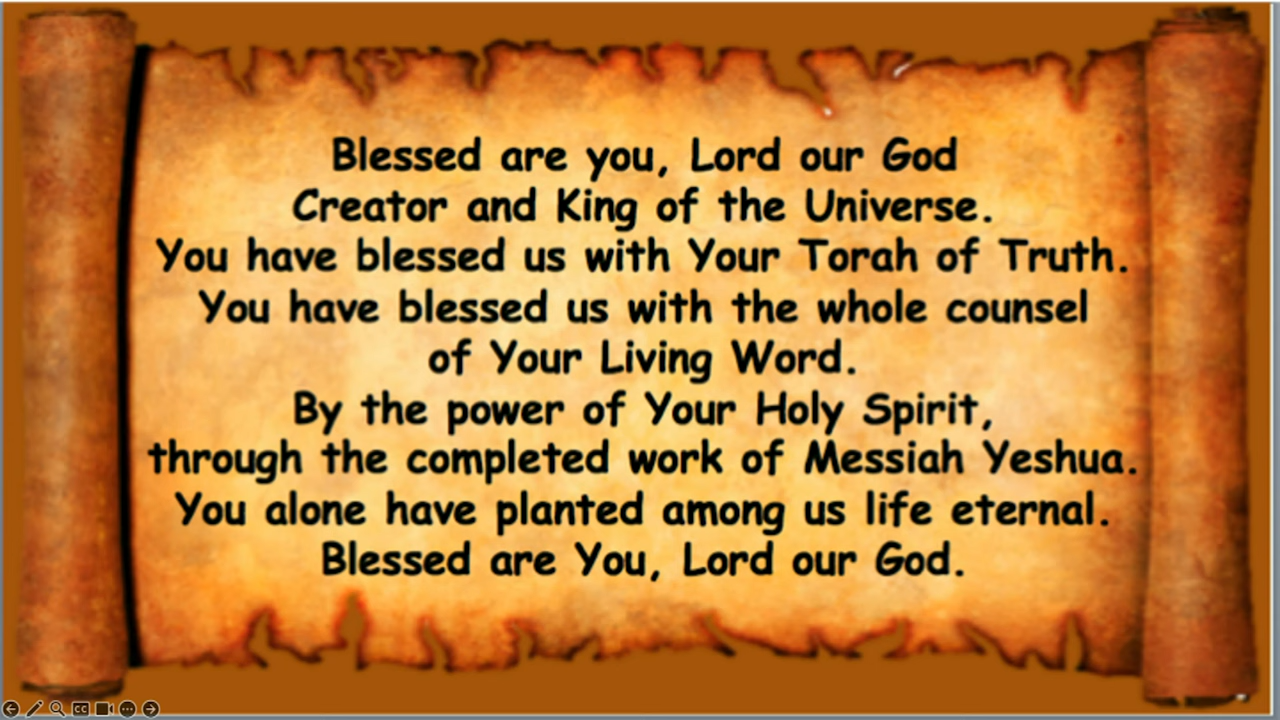 Blessed are you, Lord our God
Creator and King of the Universe.
You have blessed us with Your Torah of Truth.
You have blessed us with the whole counsel
of Your Living Word.
By the power of Your Holy Spirit,
through the completed work of Messiah Yeshua.
You alone have planted among us life eternal.
Blessed are You, Lord our God.
CC